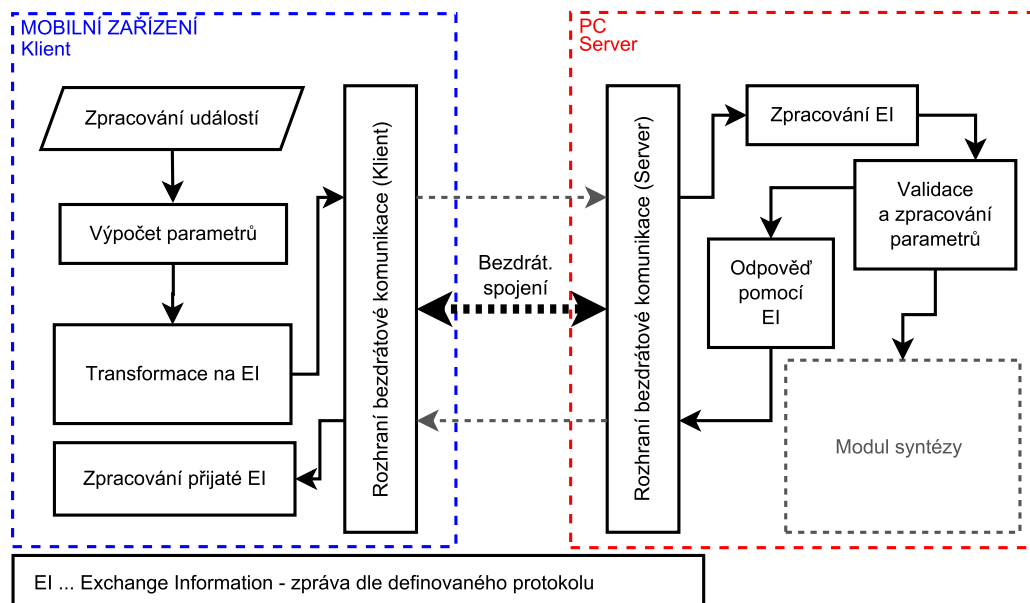 MOBILNÍ ZAŘÍZENÍ
Klient
Zpracování událostí
Výpočet parametrů
Transformace na EI
Zpracování přijaté EI
Rozhraní bezdrátové komunikace (Klient)
Bezdrát.
spojení
PC
Server
Rozhraní bezdrátové komunikace (Server)
Zpracování EI
Validace
a zpracování
parametrů
Odpověď
pomocí
EI
Modul syntézy
EI ... Exchange Information - zpráva dle definovaného protokolu